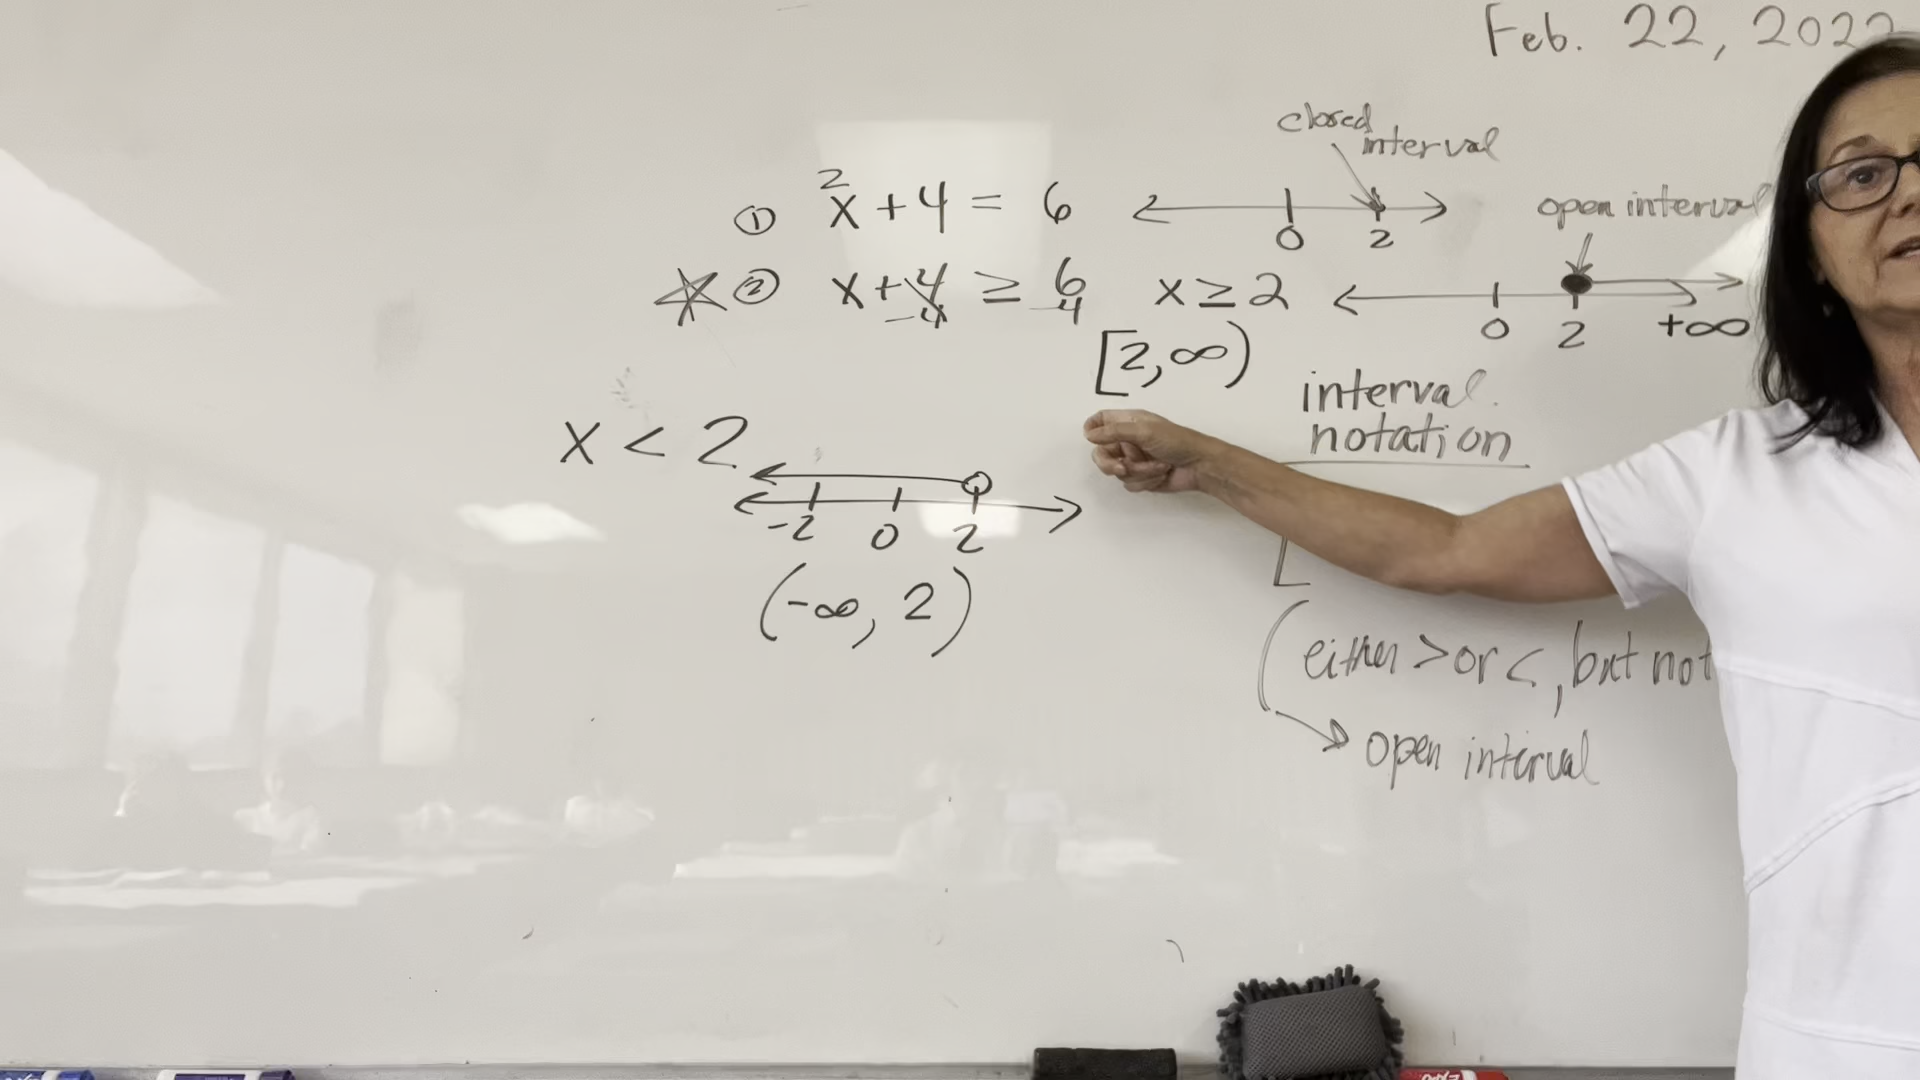 Feb. 22, 202
closed
interval
① 2
x + 4 = 6
0 2
open interval
② x + 4 ≥ 6
-4 -4
x ≥ 2
0 2 +∞
[2, ∞)
interval
notation
x < 2
-2 0 2
(-∞, 2)
[
( either > or <, but not
open interval